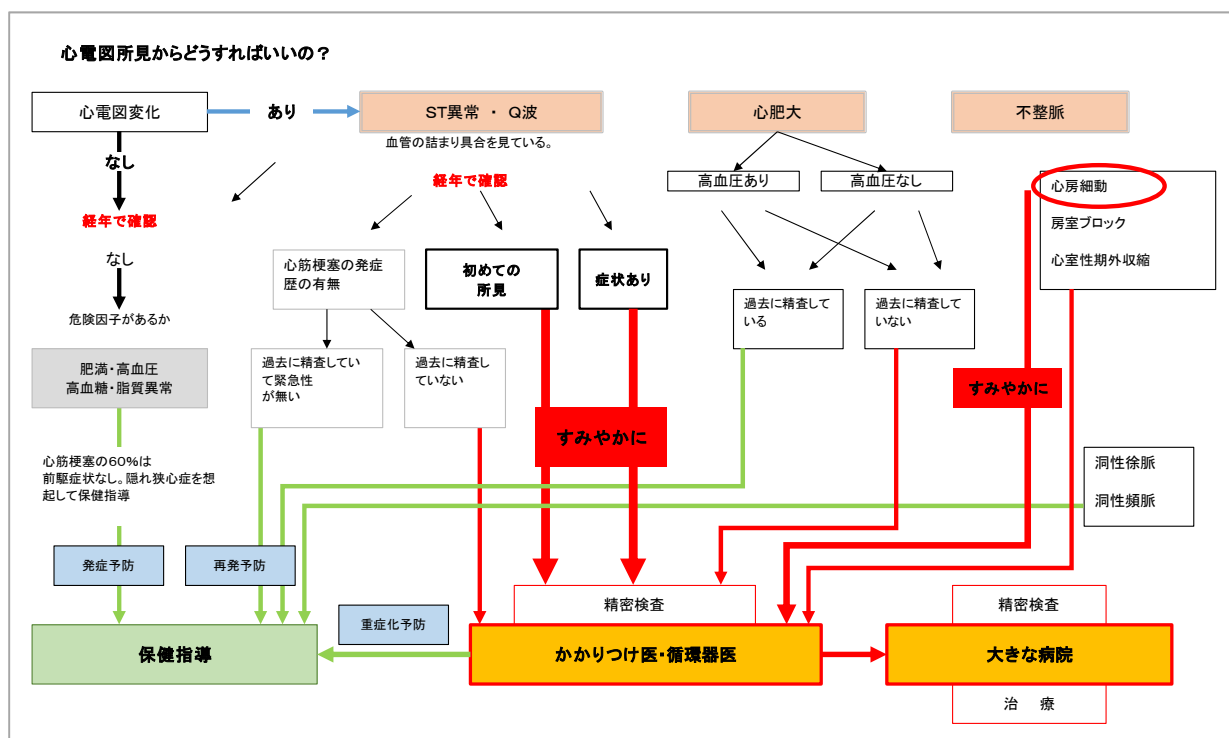 心電図所見からどうすればいいの？
心電図変化
あり
ST異常 ・ Q波
心肥大
不整脈
血管の詰まり具合を見ている。
なし
経年で確認
高血圧あり
高血圧なし
心房細動
経年で確認
房室ブロック
なし
心筋梗塞の発症
歴の有無
初めての
所見
症状あり
心室性期外収縮
危険因子があるか
過去に精査して
いる
過去に精査して
いない
肥満・高血圧
高血糖・脂質異常
過去に精査してい
て緊急性
が無い
過去に精査し
ていない
すみやかに
すみやかに
心筋梗塞の60%は
前駆症状なし。隠れ狭心症を想
起して保健指導
洞性徐脈
洞性頻脈
発症予防
再発予防
精密検査
精密検査
重症化予防
保健指導
かかりつけ医・循環器医
大きな病院
治 療